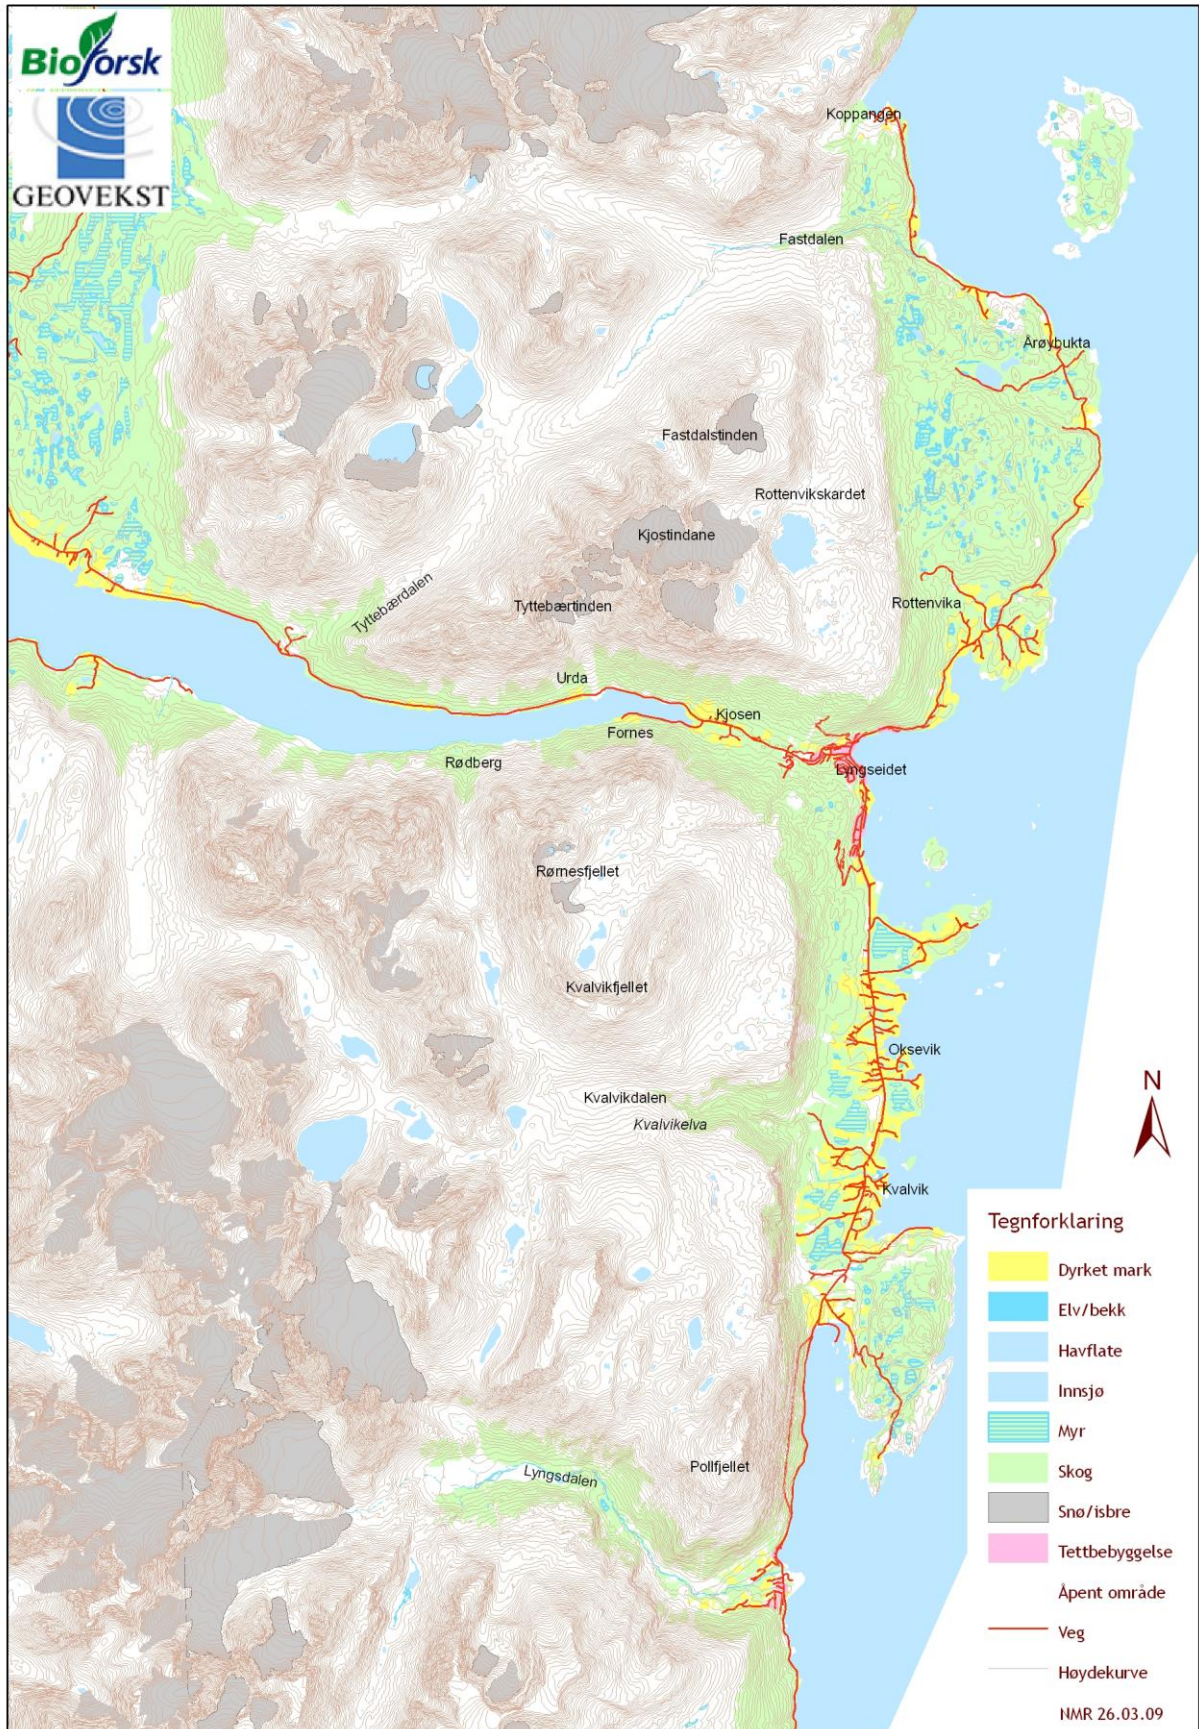 Bioforsk
GEOVEKST
Koppangen
Fastdalen
Årøybukta
Fastdalstinden
Rottenvikskardet
Kjostindane
Tyttebærdalen
Tyttebærtinden
Rottenvika
Urda
Kjosen
Fornes
Rødberg
Lyngseidet
Rørnesfjellet
Kvalvikfjellet
Oksevik
Kvalvikdalen
Kvalvikelva
N
Kvalvik
Pollfjellet
Lyngsdalen
Tegnforklaring
Dyrket mark
Elv/bekk
Havflate
Innsjø
Myr
Skog
Snø/isbre
Tettbebyggelse
Åpent område
Veg
Høydekurve
NMR 26.03.09